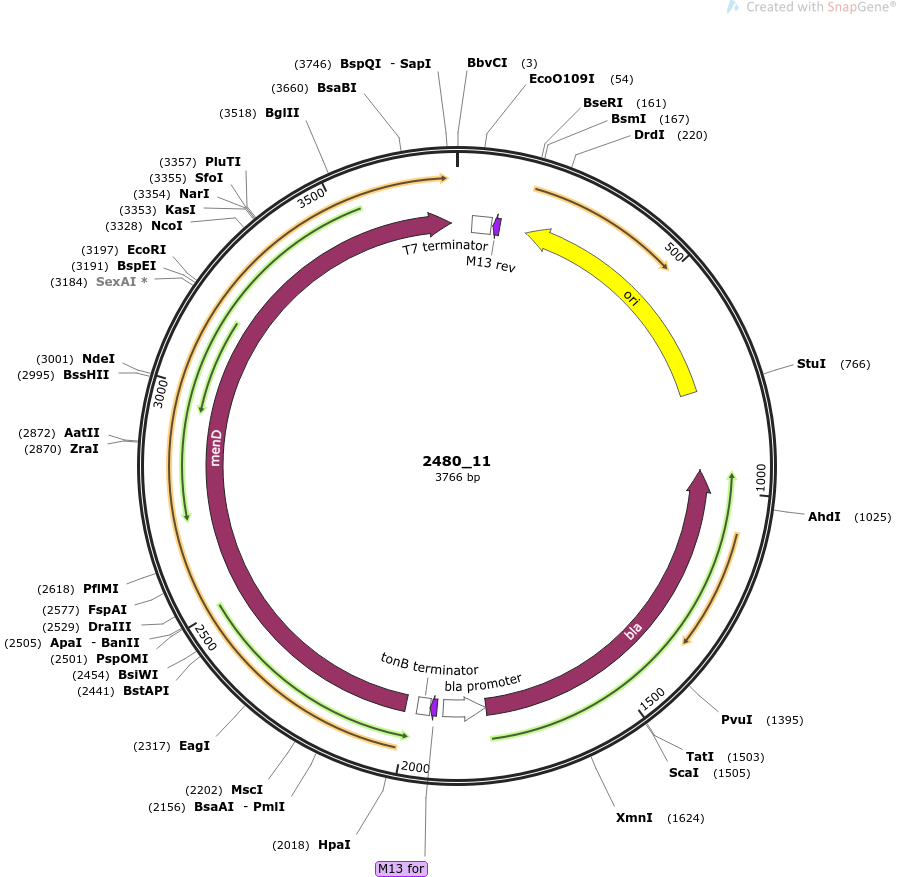 Created with SnapGene®
(3746) BspQI - SapI
BbvCI (3)
(3660) BsaBI
EcoO109I (54)
(3518) BglII
BseRI (161)
BsmI (167)
DrdI (220)
(3357) PluTI
(3355) SfoI
(3354) NarI
(3353) KasI
(3328) NcoI
(3197) EcoRI
(3191) BspEI
(3184) SexAI *
3500
T7 terminator
M13 rev
500
ori
(3001) NdeI
(2995) BssHII
3000
StuI (766)
(2872) AatII
(2870) ZraI
menD
2480_11
3766 bp
1000
AhdI (1025)
(2618) PflMI
(2577) FspAI
(2529) DraIII
(2505) ApaI - BanII
(2501) PspOMI
(2454) BsiWI
(2441) BstAPI
2500
bla
tonB terminator
bla promoter
1500
PvuI (1395)
(2317) EagI
TatI (1503)
ScaI (1505)
2000
(2202) MscI
(2156) BsaAI - PmlI
XmnI (1624)
(2018) HpaI
M13 for